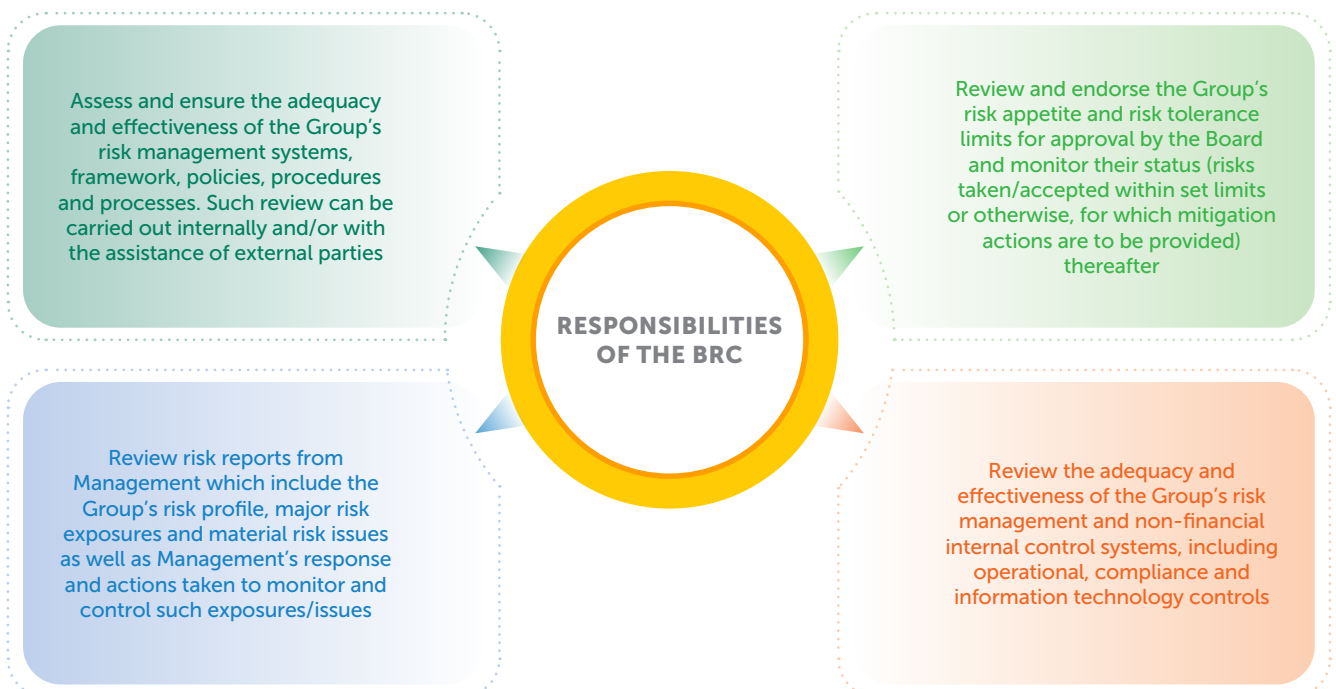 Assess and ensure the adequacy
and effectiveness of the Group's
risk management systems,
framework, policies, procedures
and processes. Such review can be
carried out internally and/or with
the assistance of external parties
Review and endorse the Group's
risk appetite and risk tolerance
limits for approval by the Board
and monitor their status (risks
taken/accepted within set limits
or otherwise, for which mitigation
actions are to be provided)
thereafter
RESPONSIBILITIES
OF THE BRC
Review risk reports from
Management which include the
Group's risk profile, major risk
exposures and material risk issues
as well as Management's response
and actions taken to monitor and
control such exposures/issues
Review the adequacy and
effectiveness of the Group's risk
management and non-financial
internal control systems, including
operational, compliance and
information technology controls